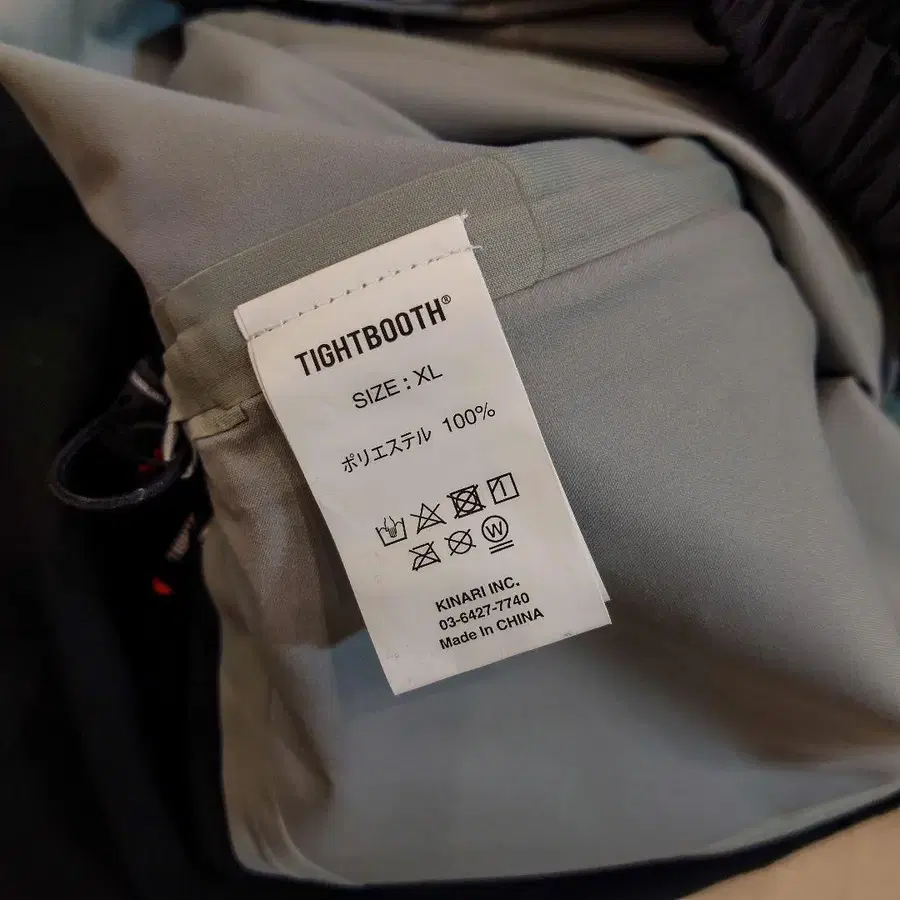 TIGHTBOOTH®
SIZE : XL
ポリエステル 100%
W
KINARI INC.
03-6427-7740
Made In CHINA